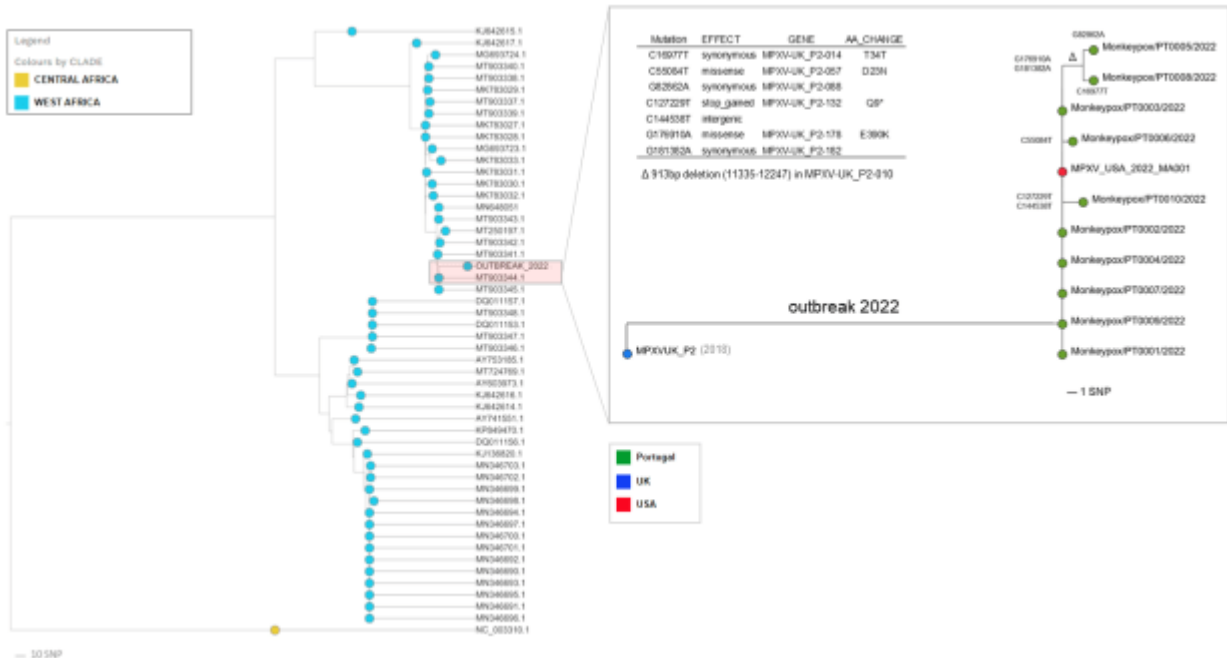 Legend
Colours by CLADE
CENTRAL AFRICA
WEST AFRICA
KJ642615.1
KJ642617.1
MG693724.1
MT903340.1
MT903338.1
MK783029.1
MT903337.1
MT903339.1
MK783027.1
MK783028.1
MG693723.1
MK783033.1
MK783031.1
MK783030.1
MK783032.1
MN648051
MT903343.1
MT250197.1
MT903342.1
MT903341.1
OUTBREAK_2022
MT903344.1
MT903345.1
DQ011157.1
MT903348.1
DQ011153.1
MT903347.1
MT903346.1
AY753185.1
MT724769.1
AY603973.1
KJ642616.1
KJ642614.1
AY741551.1
KP849470.1
DQ011156.1
KJ136820.1
MN346703.1
MN346702.1
MN346699.1
MN346698.1
MN346694.1
MN346697.1
MN346700.1
MN346701.1
MN346692.1
MN346690.1
MN346693.1
MN346695.1
MN346691.1
MN346696.1
NC_003310.1
10 SNP
Mutation EFFECT GENE AA_CHANGE
C16977T synonymous MPXV-UK_P2-014 T34T
C55084T missense MPXV-UK_P2-057 D23N
G82862A synonymous MPXV-UK_P2-088
C127229T stop_gained MPXV-UK_P2-132 Q9*
C144538T intergenic
G176910A missense MPXV-UK_P2-178 E390K
G181382A synonymous MPXV-UK_P2-182
Δ 913bp deletion (11335-12247) in MPXV-UK_P2-010
G82862A
Monkeypox/PT0005/2022
G176910A
G181382A
Δ
Monkeypox/PT0008/2022
C16977T
Monkeypox/PT0003/2022
C55084T
Monkeypox/PT0006/2022
MPXV_USA_2022_MA001
C127229T
C144538T
Monkeypox/PT0010/2022
Monkeypox/PT0002/2022
Monkeypox/PT0004/2022
Monkeypox/PT0007/2022
outbreak 2022
Monkeypox/PT0009/2022
MPXVUK_P2 (2018)
Monkeypox/PT0001/2022
1 SNP
Portugal
UK
USA